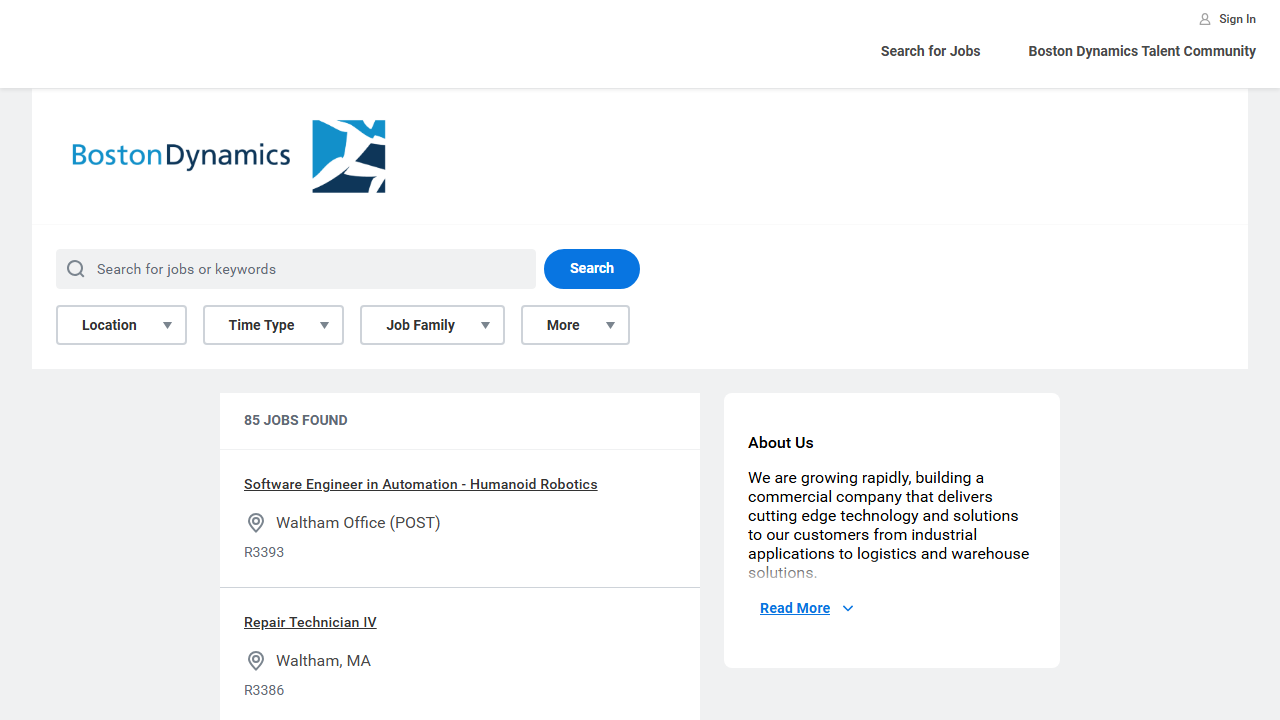 Sign In
Search for Jobs
Boston Dynamics Talent Community
BostonDynamics
Search for jobs or keywords
Search
Location
Time Type
Job Family
More
85 JOBS FOUND
Software Engineer in Automation - Humanoid Robotics
Waltham Office (POST)
R3393
Repair Technician IV
Waltham, MA
R3386
About Us
We are growing rapidly, building a
commercial company that delivers
cutting edge technology and solutions
to our customers from industrial
applications to logistics and warehouse
solutions.
Read More